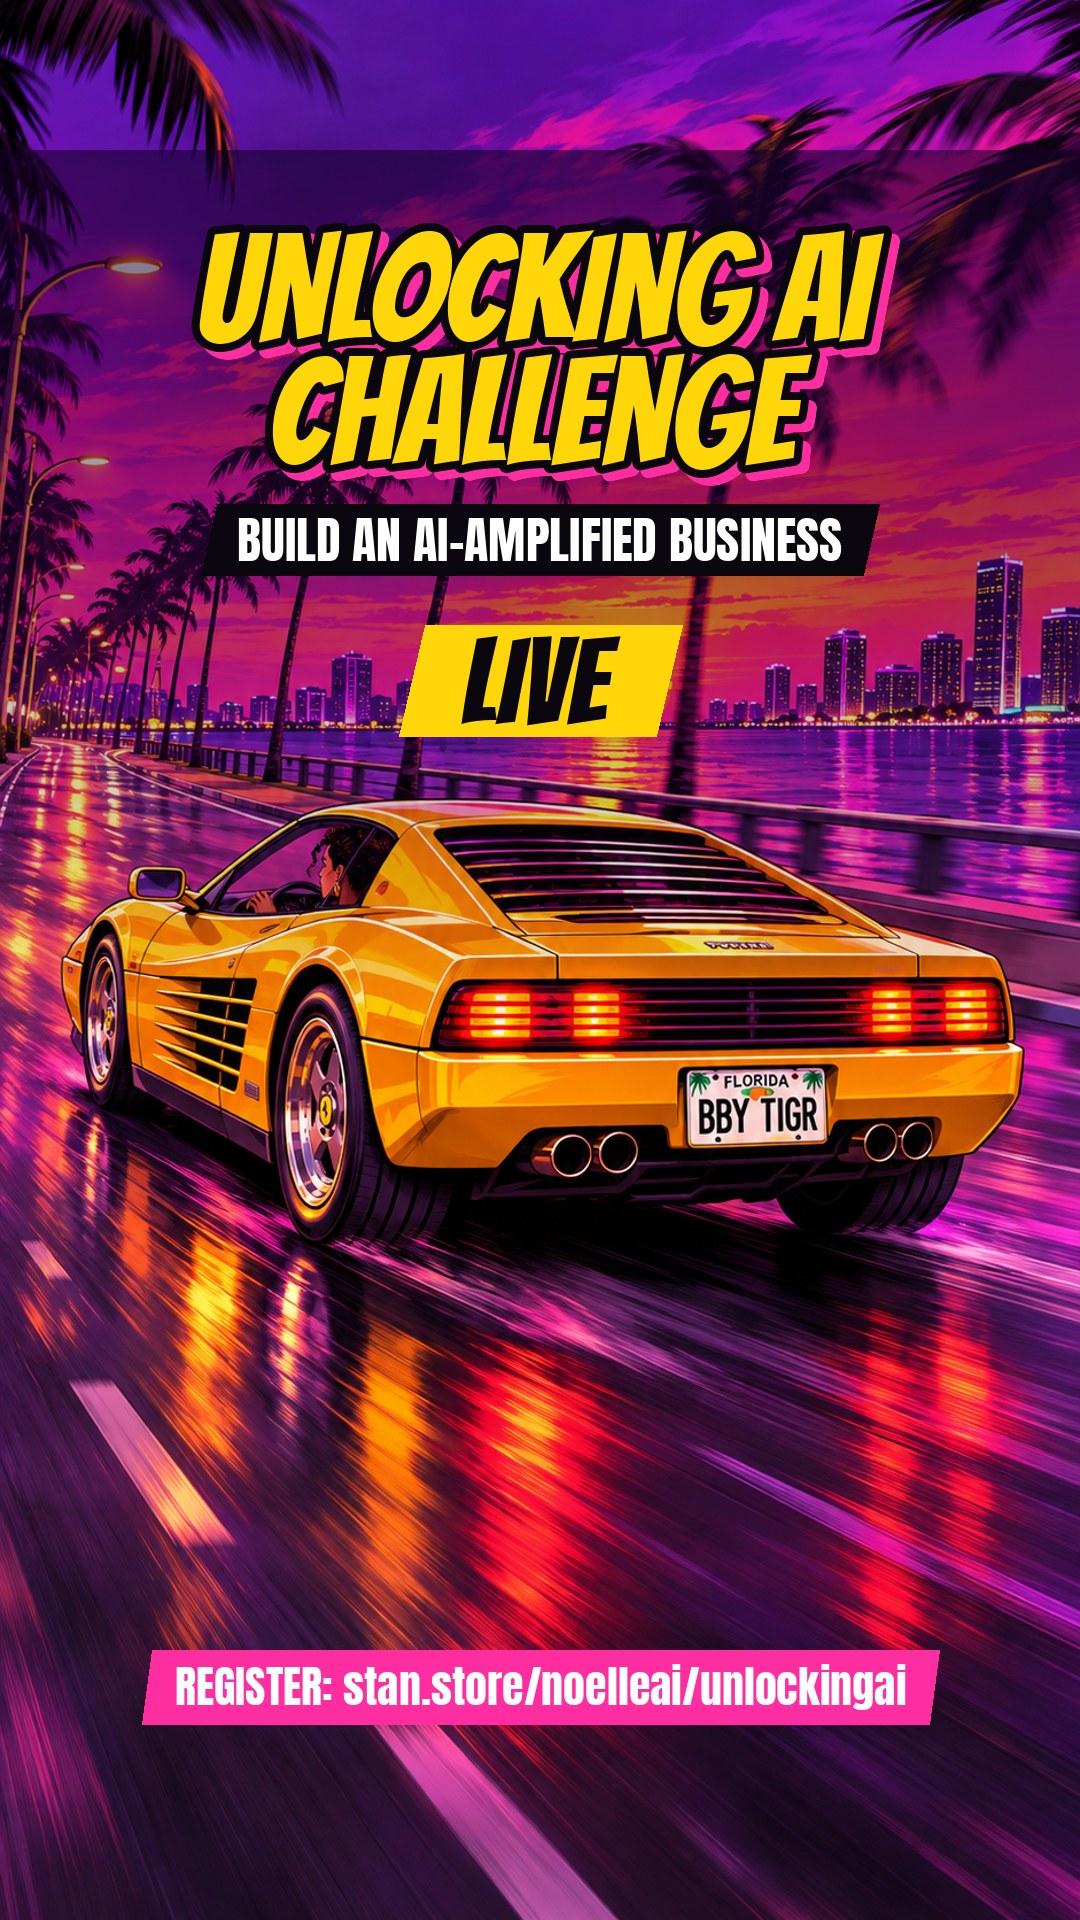 UNLOCKING AI
CHALLENGE
BUILD AN AI-AMPLIFIED BUSINESS
LIVE
FLORIDA
BBY TIGR
REGISTER: stan.store/noelleai/unlockingai